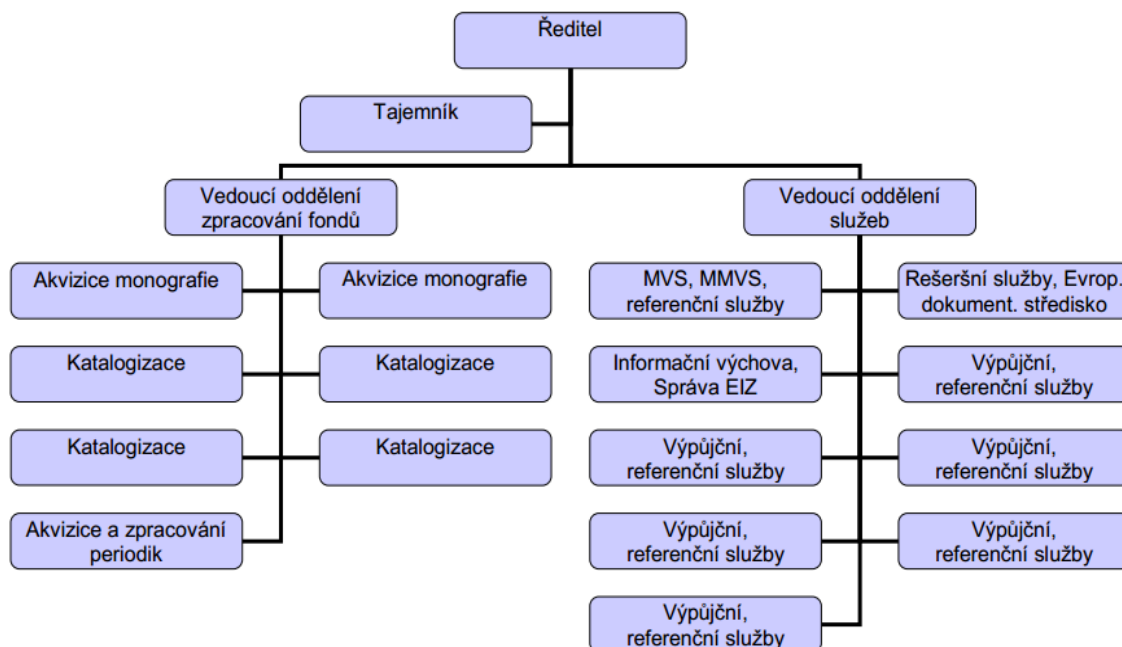 Ředitel
Tajemník
Vedoucí oddělení
zpracování fondů
Vedoucí oddělení
služeb
Akvizice monografie
Akvizice monografie
MVS, MMVS,
referenční služby
Rešeršní služby, Evrop.
dokument. středisko
Katalogizace
Katalogizace
Informační výchova,
Správa EIZ
Výpůjční,
referenční služby
Katalogizace
Katalogizace
Výpůjční,
referenční služby
Výpůjční,
referenční služby
Akvizice a zpracování
periodik
Výpůjční,
referenční služby
Výpůjční,
referenční služby
Výpůjční,
referenční služby